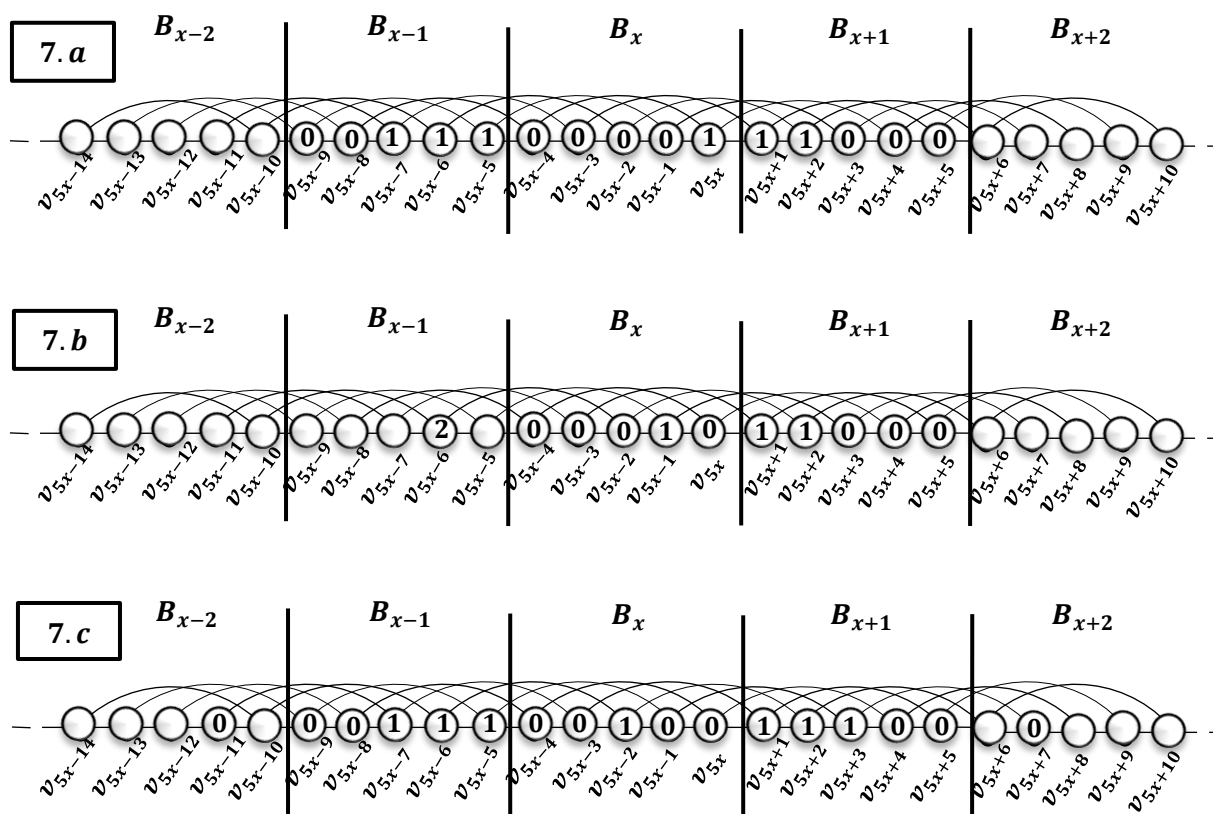 B_{x−2} B_{x−1} B_x B_{x+1} B_{x+2}
7.a
0 0 1 1 1 0 0 0 0 1 1 1 0 0 0
v_{5x−14} v_{5x−13} v_{5x−12} v_{5x−11} v_{5x−10} v_{5x−9} v_{5x−8} v_{5x−7} v_{5x−6} v_{5x−5} v_{5x−4} v_{5x−3} v_{5x−2} v_{5x−1} v_{5x} v_{5x+1} v_{5x+2} v_{5x+3} v_{5x+4} v_{5x+5} v_{5x+6} v_{5x+7} v_{5x+8} v_{5x+9} v_{5x+10}
B_{x−2} B_{x−1} B_x B_{x+1} B_{x+2}
7.b
2 0 0 0 1 0 1 1 0 0 0
v_{5x−14} v_{5x−13} v_{5x−12} v_{5x−11} v_{5x−10} v_{5x−9} v_{5x−8} v_{5x−7} v_{5x−6} v_{5x−5} v_{5x−4} v_{5x−3} v_{5x−2} v_{5x−1} v_{5x} v_{5x+1} v_{5x+2} v_{5x+3} v_{5x+4} v_{5x+5} v_{5x+6} v_{5x+7} v_{5x+8} v_{5x+9} v_{5x+10}
B_{x−2} B_{x−1} B_x B_{x+1} B_{x+2}
7.c
0 0 0 1 1 1 0 0 1 0 0 1 1 1 0 0 0
v_{5x−14} v_{5x−13} v_{5x−12} v_{5x−11} v_{5x−10} v_{5x−9} v_{5x−8} v_{5x−7} v_{5x−6} v_{5x−5} v_{5x−4} v_{5x−3} v_{5x−2} v_{5x−1} v_{5x} v_{5x+1} v_{5x+2} v_{5x+3} v_{5x+4} v_{5x+5} v_{5x+6} v_{5x+7} v_{5x+8} v_{5x+9} v_{5x+10}